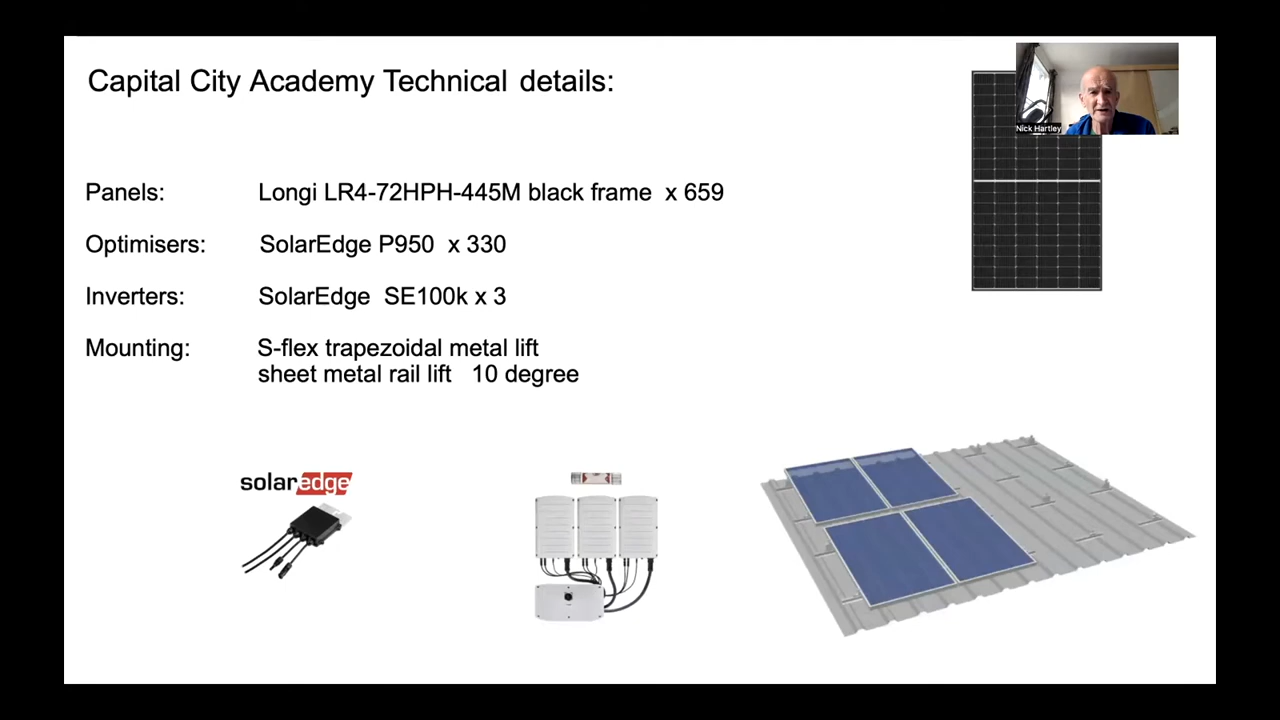 Capital City Academy Technical details:
Nick Hartley
Panels: Longi LR4-72HPH-445M black frame x 659
Optimisers: SolarEdge P950 x 330
Inverters: SolarEdge SE100k x 3
Mounting: S-flex trapezoidal metal lift
sheet metal rail lift 10 degree
solaredge